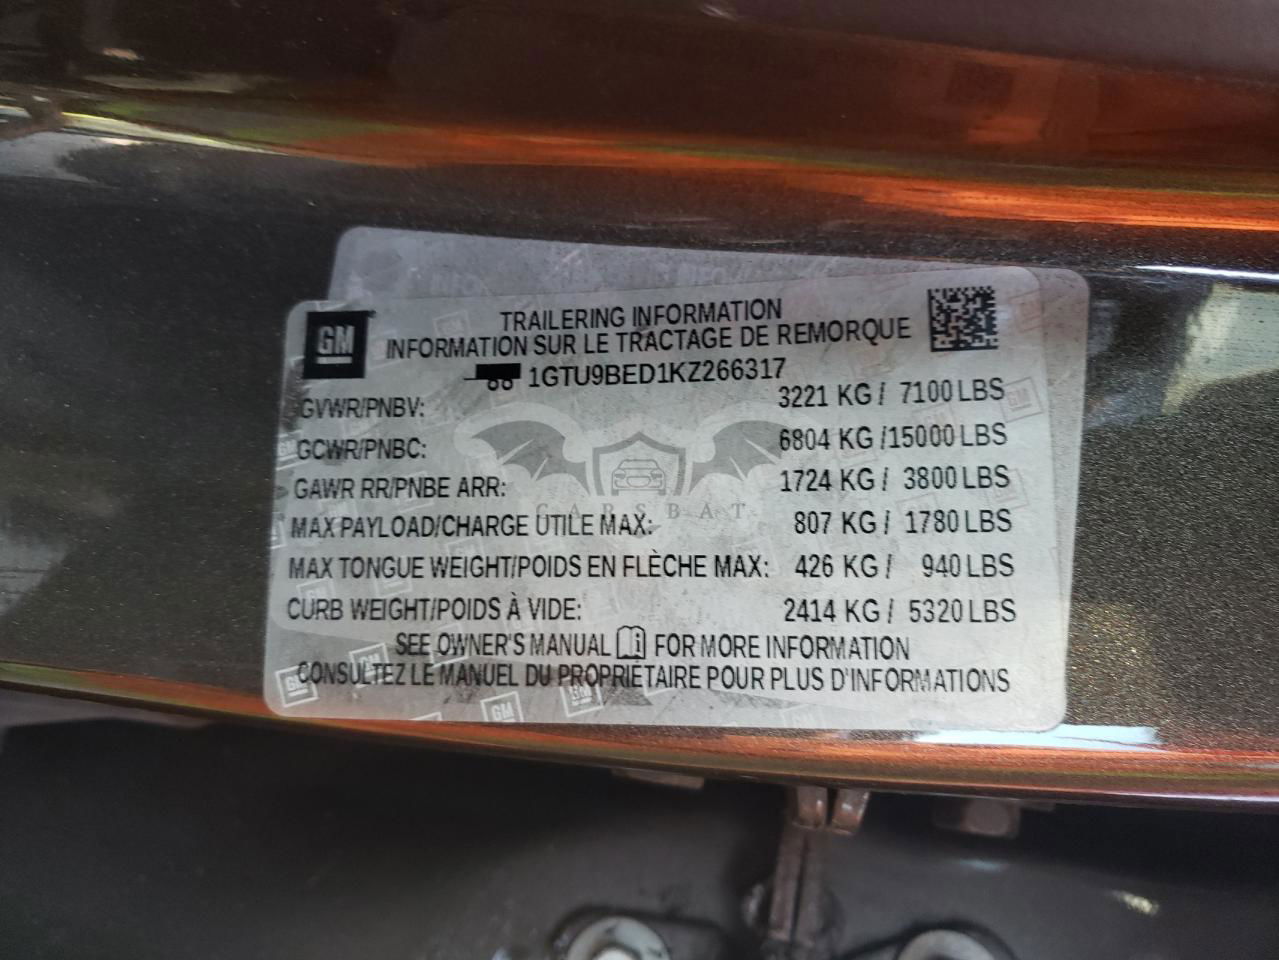 GM
TRAILERING INFORMATION
INFORMATION SUR LE TRACTAGE DE REMORQUE
1GTU9BED1KZ266317
GVWR/PNBV: 3221 KG / 7100 LBS
GCWR/PNBC: 6804 KG /15000 LBS
GAWR RR/PNBE ARR: 1724 KG / 3800 LBS
MAX PAYLOAD/CHARGE UTILE MAX: 807 KG / 1780 LBS
MAX TONGUE WEIGHT/POIDS EN FLÈCHE MAX: 426 KG / 940 LBS
CURB WEIGHT/POIDS À VIDE: 2414 KG / 5320 LBS
SEE OWNER'S MANUAL FOR MORE INFORMATION
CONSULTEZ LE MANUEL DU PROPRIÉTAIRE POUR PLUS D'INFORMATIONS
CARSBAT